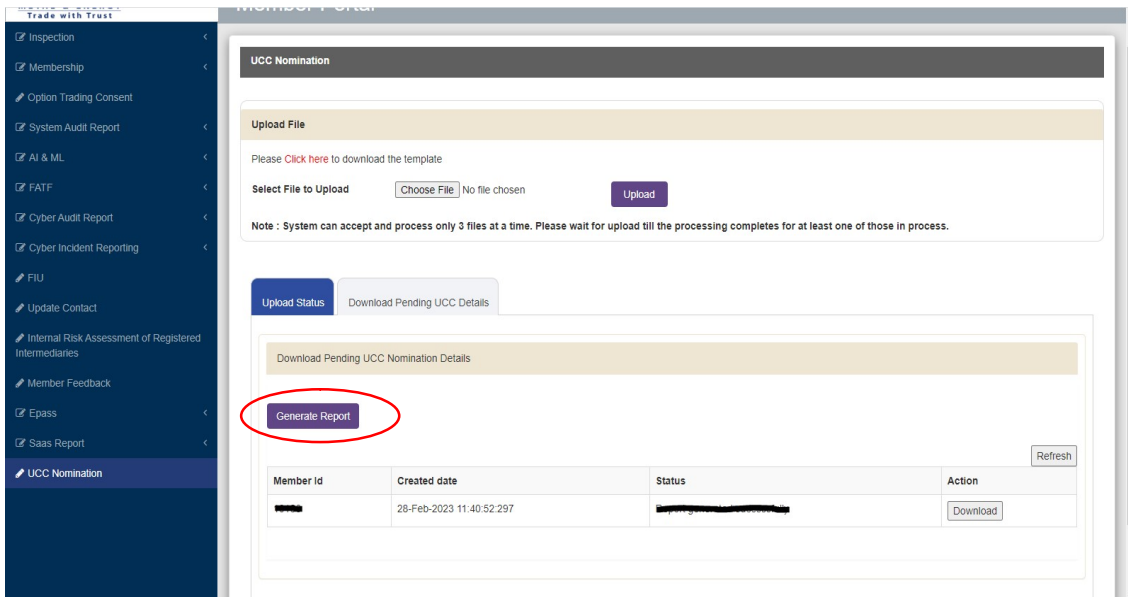 Trade with Trust
Member Portal
Inspection
Membership
Option Trading Consent
System Audit Report
AI & ML
FATF
Cyber Audit Report
Cyber Incident Reporting
FIU
Update Contact
Internal Risk Assessment of Registered
Intermediaries
Member Feedback
Epass
Saas Report
UCC Nomination
UCC Nomination
Upload File
Please Click here to download the template
Select File to Upload Choose File No file chosen Upload
Note : System can accept and process only 3 files at a time. Please wait for upload till the processing completes for at least one of those in process.
Upload Status Download Pending UCC Details
Download Pending UCC Nomination Details
Generate Report
Refresh
Member Id Created date Status Action
28-Feb-2023 11:40:52:297 Download